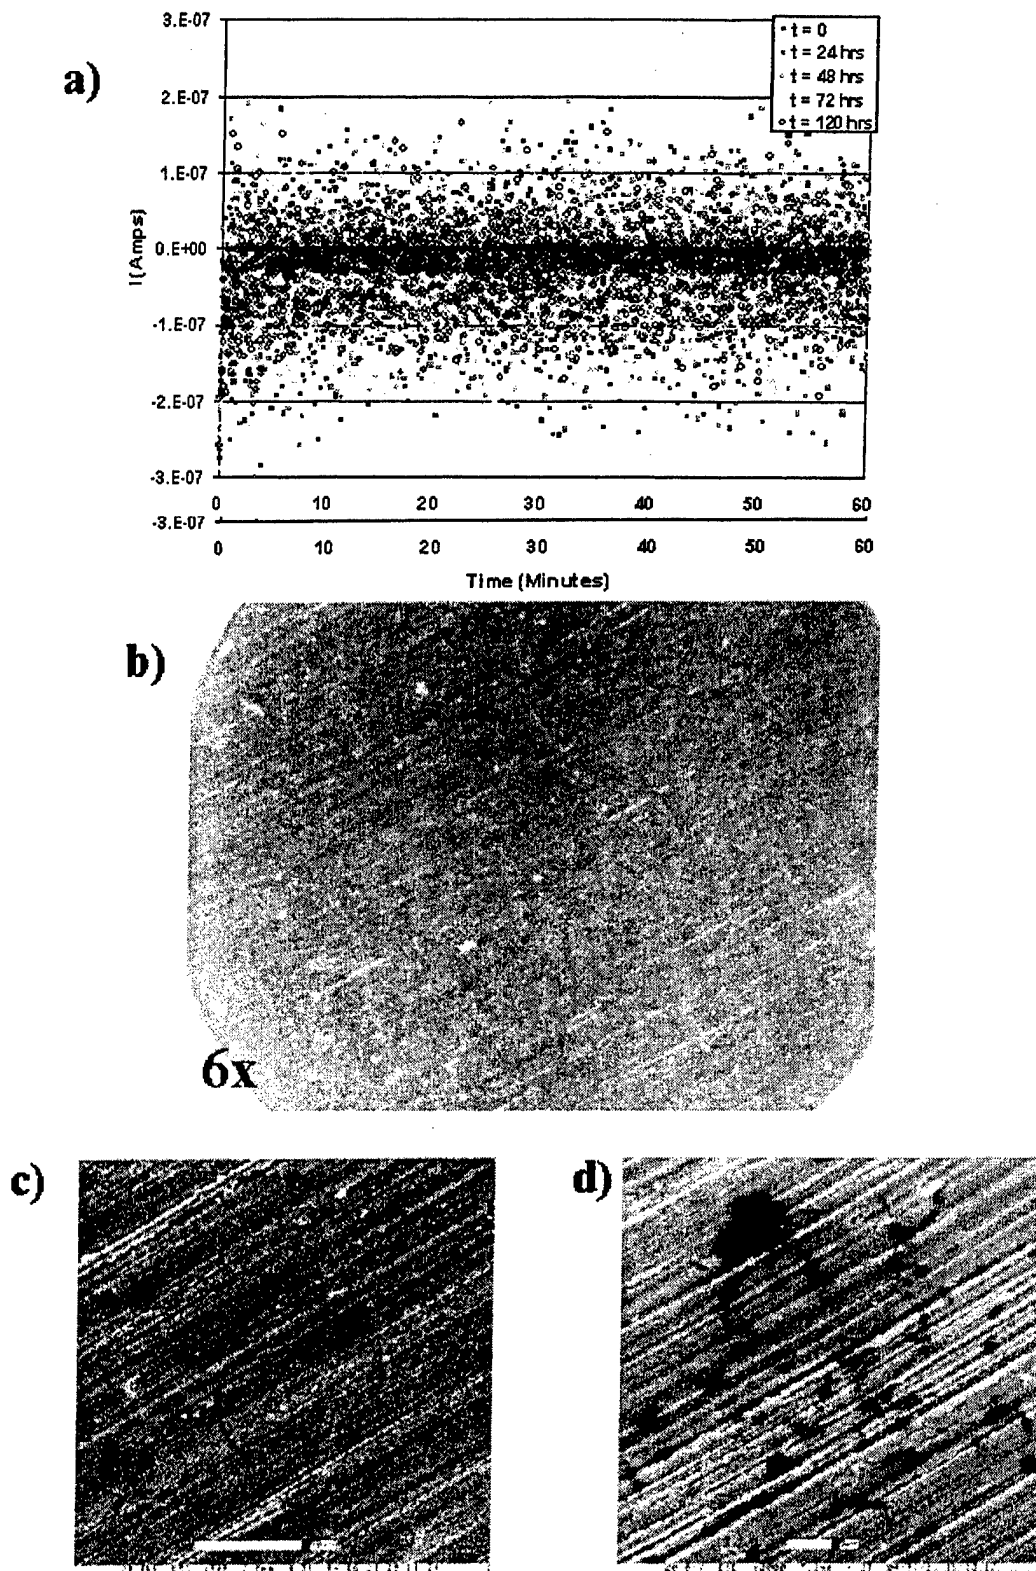 a)
3.E-07
2.E-07
1.E-07
0.E+00
-1.E-07
-2.E-07
-3.E-07
I (Amps)
t = 0
t = 24 hrs
t = 48 hrs
t = 72 hrs
t = 120 hrs
0 10 20 30 40 50 60
-3.E-07
0 10 20 30 40 50 60
Time (Minutes)
b)
6x
c)
d)